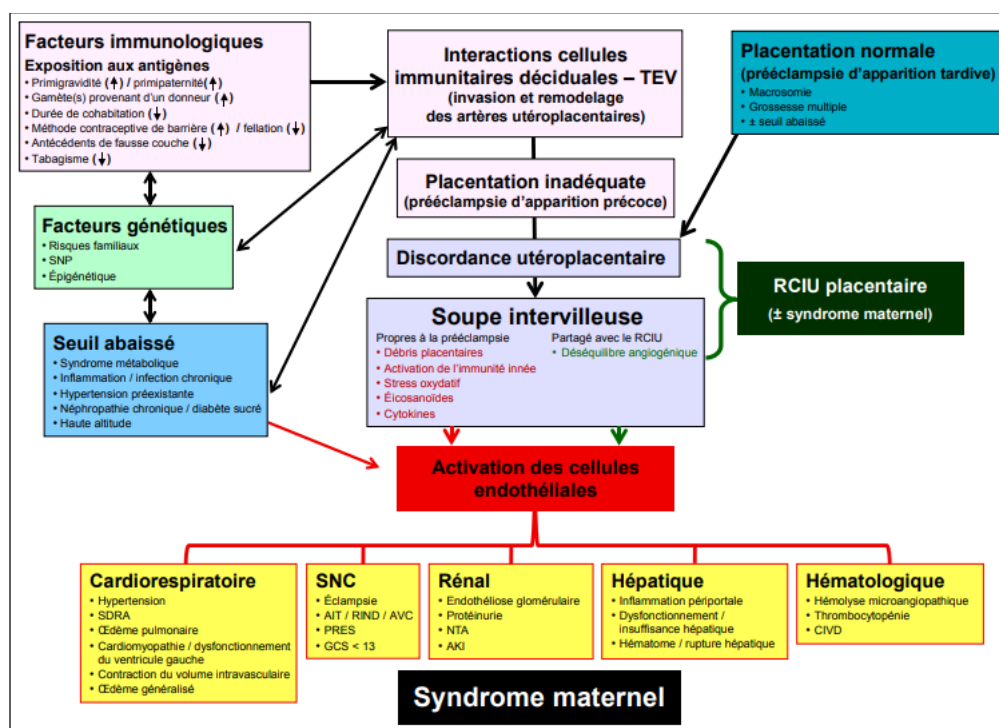 Facteurs immunologiques
Exposition aux antigènes
• Primigravidité (↑) / primipaternité(↑)
• Gamète(s) provenant d'un donneur (↑)
• Durée de cohabitation (↓)
• Méthode contraceptive de barrière (↑) / fellation (↓)
• Antécédents de fausse couche (↓)
• Tabagisme (↓)
Interactions cellules
immunitaires déciduales – TEV
(invasion et remodelage
des artères utéroplacentaires)
Placentation normale
(prééclampsie d'apparition tardive)
• Macrosomie
• Grossesse multiple
• ± seuil abaissé
Placentation inadéquate
(prééclampsie d'apparition précoce)
Facteurs génétiques
• Risques familiaux
• SNP
• Épigénétique
Discordance utéroplacentaire
RCIU placentaire
(± syndrome maternel)
Soupe intervilleuse
Propres à la prééclampsie
• Débris placentaires
• Activation de l'immunité innée
• Stress oxydatif
• Éicosanoïdes
• Cytokines
Partagé avec le RCIU
• Déséquilibre angiogénique
Seuil abaissé
• Syndrome métabolique
• Inflammation / infection chronique
• Hypertension préexistante
• Néphropathie chronique / diabète sucré
• Haute altitude
Activation des cellules
endothéliales
Cardiorespiratoire
• Hypertension
• SDRA
• Œdème pulmonaire
• Cardiomyopathie / dysfonctionnement
du ventricule gauche
• Contraction du volume intravasculaire
• Œdème généralisé
SNC
• Éclampsie
• AIT / RIND / AVC
• PRES
• GCS < 13
Rénal
• Endothéliose glomérulaire
• Protéinurie
• NTA
• AKI
Hépatique
• Inflammation périportale
• Dysfonctionnement /
insuffisance hépatique
• Hématome / rupture hépatique
Hématologique
• Hémolyse microangiopathique
• Thrombocytopénie
• CIVD
Syndrome maternel